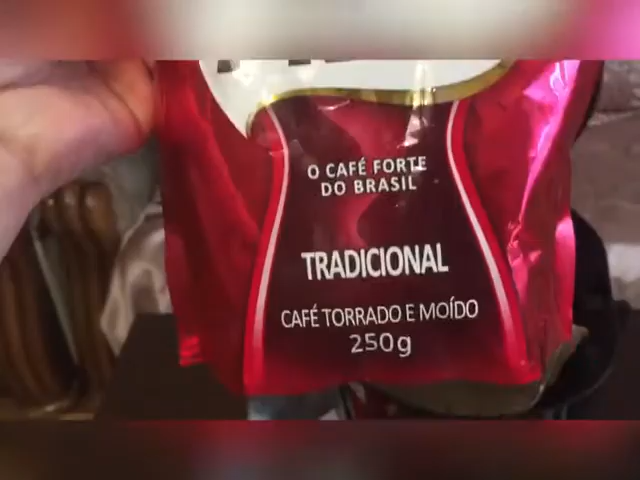 O CAFÉ FORTE
DO BRASIL
TRADICIONAL
CAFÉ TORRADO E MOÍDO
250g